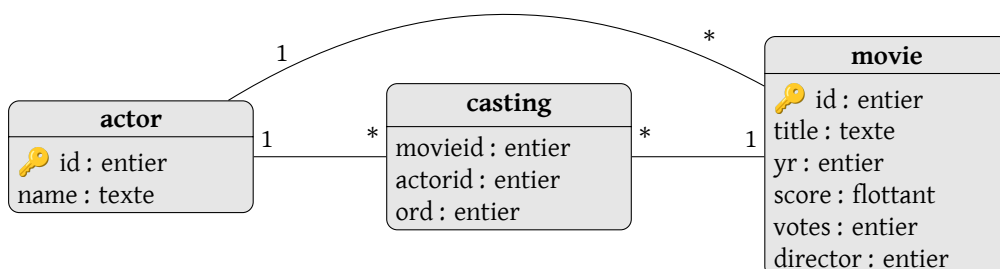 1
*
actor
id : entier
name : texte
1
*
casting
movieid : entier
actorid : entier
ord : entier
*
1
movie
id : entier
title : texte
yr : entier
score : flottant
votes : entier
director : entier